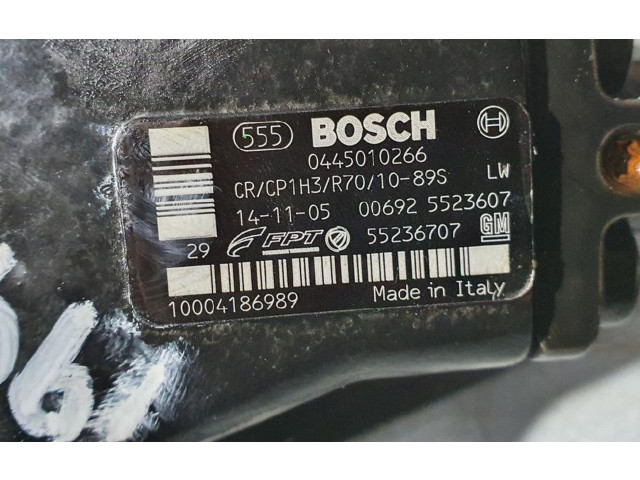 555 BOSCH
0445010266
CR/CP1H3/R70/10-89S LW
14-11-05 00692 5523607
29 FPT 55236707 GM
10004186989 Made in Italy